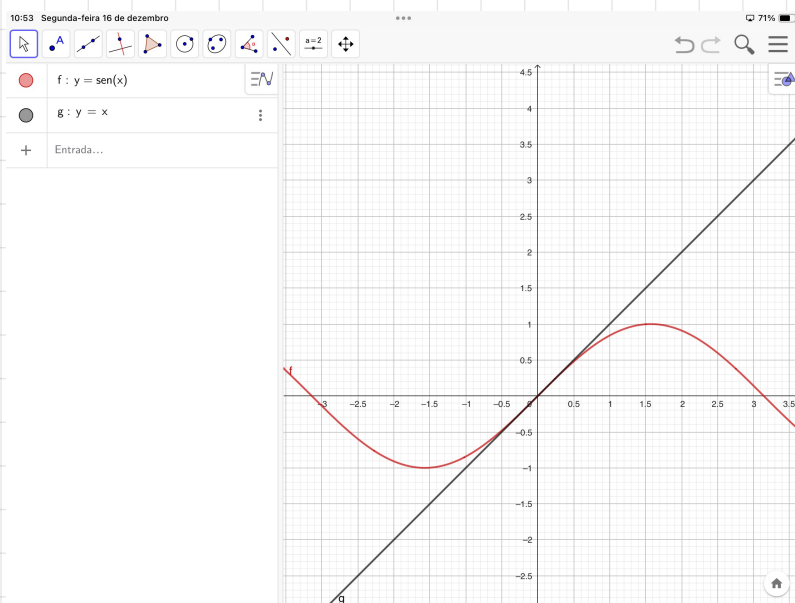 10:53 Segunda-feira 16 de dezembro
71%
A
α
a=2
f : y = sen(x)
g : y = x
Entrada...
4.5
4
3.5
3
2.5
2
1.5
1
0.5
f
−3 −2.5 −2 −1.5 −1 −0.5 0 0.5 1 1.5 2 2.5 3 3.5
−0.5
−1
−1.5
−2
−2.5
g